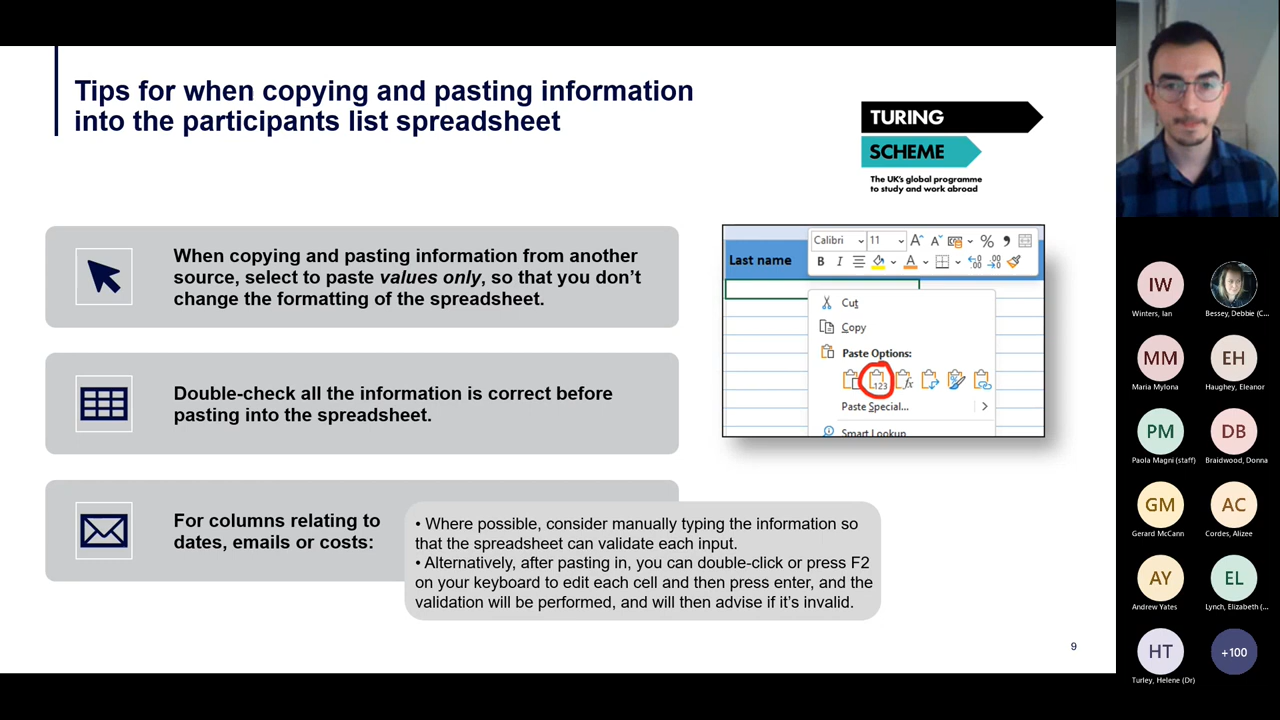 Tips for when copying and pasting information
into the participants list spreadsheet
TURING
SCHEME
The UK's global programme
to study and work abroad
When copying and pasting information from another
source, select to paste values only, so that you don't
change the formatting of the spreadsheet.
Double-check all the information is correct before
pasting into the spreadsheet.
For columns relating to
dates, emails or costs:
• Where possible, consider manually typing the information so
that the spreadsheet can validate each input.
• Alternatively, after pasting in, you can double-click or press F2
on your keyboard to edit each cell and then press enter, and the
validation will be performed, and will then advise if it's invalid.
Last name
Calibri 11 A A %
B I A
Cut
Copy
Paste Options:
123
Paste Special...
Smart Lookup
9
IW
Winters, Ian
Bessey, Debbie (C...
MM
Maria Mylona
EH
Haughey, Eleanor
PM
Paola Magni (staff)
DB
Braidwood, Donna
GM
Gerard McCann
AC
Cordes, Alizee
AY
Andrew Yates
EL
Lynch, Elizabeth (...
HT
Turley, Helene (Dr)
+100